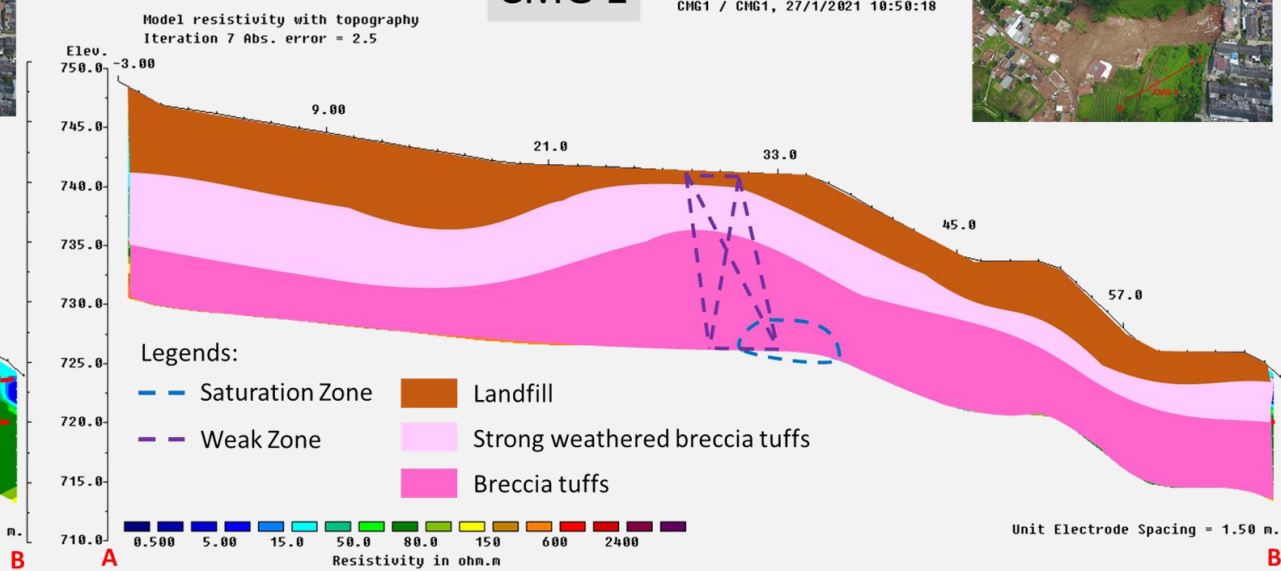 CMG 1
CMG1 / CMG1, 27/1/2021 10:50:18
Model resistivity with topography
Iteration 7 Abs. error = 2.5
Elev.
750.0
-3.00
9.00
745.0
21.0
33.0
740.0
45.0
735.0
730.0
57.0
725.0
Legends:
Saturation Zone
Landfill
720.0
Weak Zone
Strong weathered breccia tuffs
715.0
Breccia tuffs
m.
710.0
0.500 5.00 15.0 50.0 80.0 150 600 2400
Unit Electrode Spacing = 1.50 m.
B
A
Resistivity in ohm.m
B